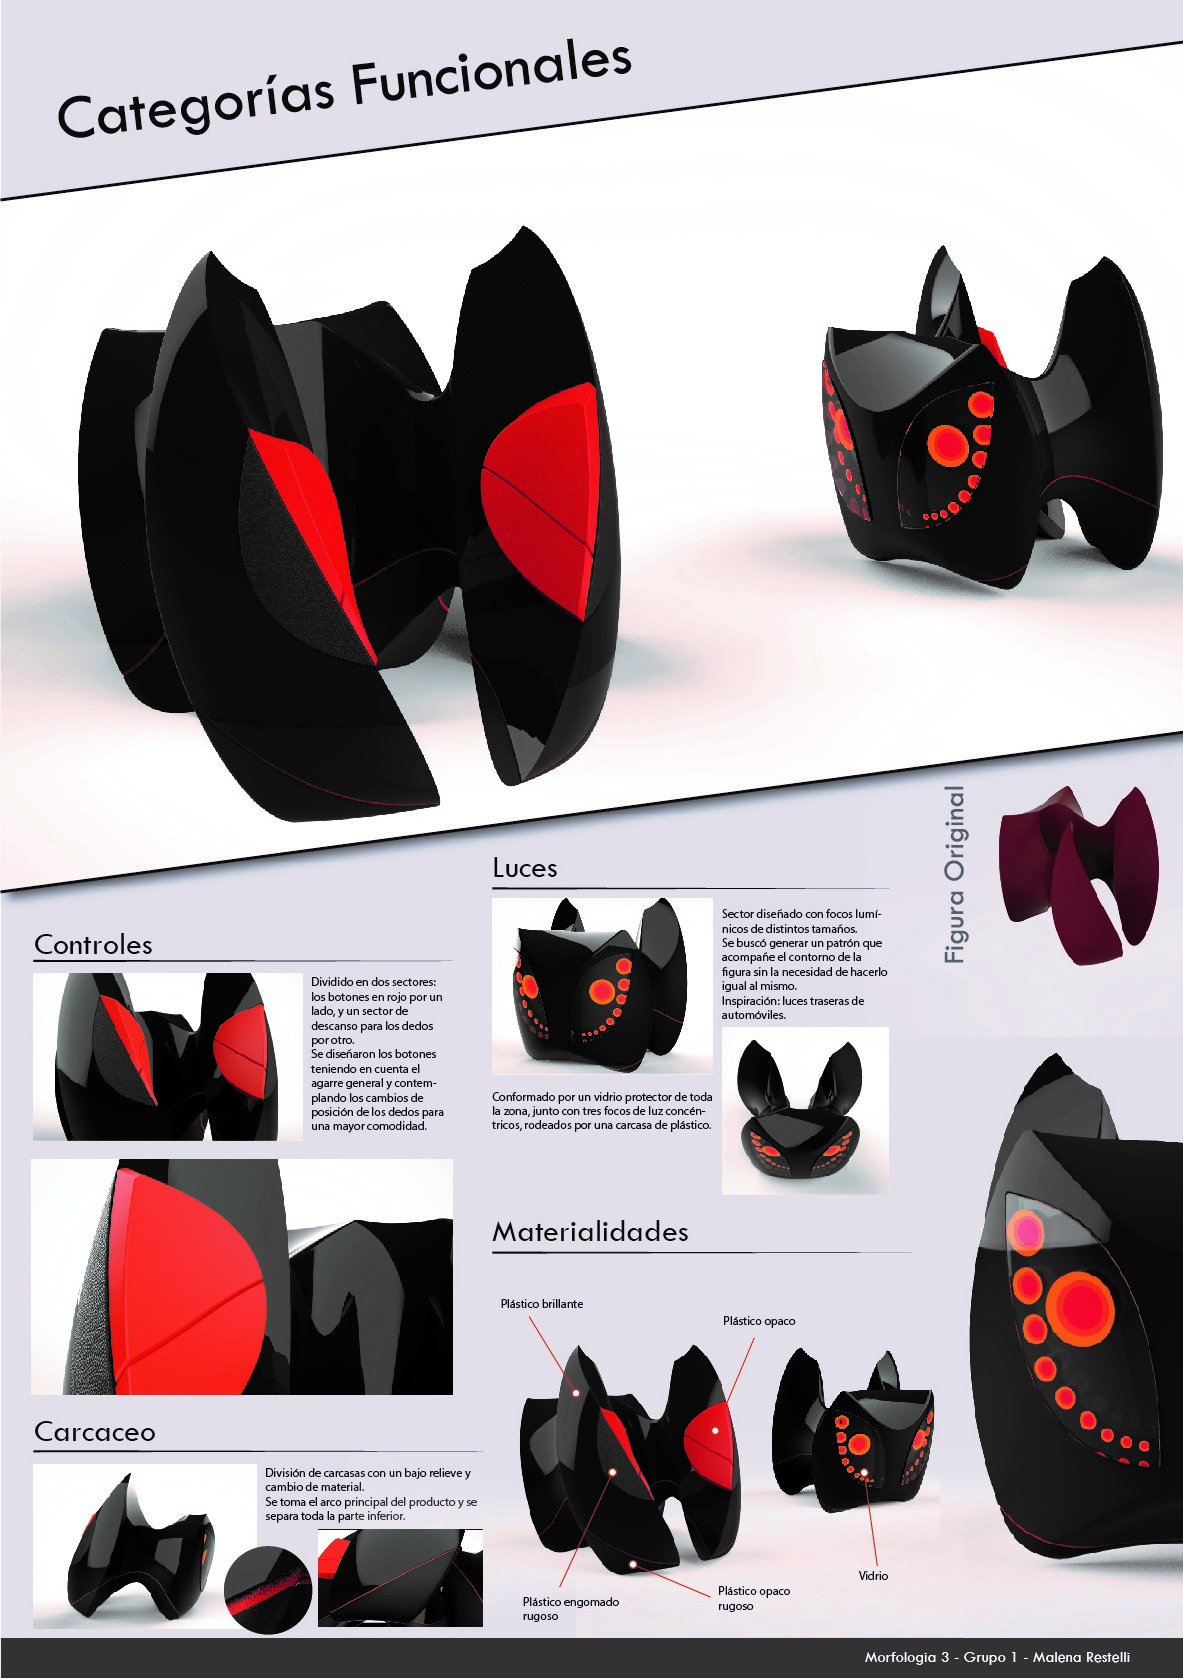 Categorías Funcionales
Figura Original
Luces
Sector diseñado con focos lumí-
nicos de distintos tamaños.
Se buscó generar un patrón que
acompañe el contorno de la
figura sin la necesidad de hacerlo
igual al mismo.
Inspiración: luces traseras de
automóviles.
Conformado por un vidrio protector de toda
la zona, junto con tres focos de luz concén-
tricos, rodeados por una carcasa de plástico.
Controles
Dividido en dos sectores:
los botones en rojo por un
lado, y un sector de
descanso para los dedos
por otro.
Se diseñaron los botones
teniendo en cuenta el
agarre general y contem-
plando los cambios de
posición de los dedos para
una mayor comodidad.
Materialidades
Plástico brillante
Plástico opaco
Plástico engomado
rugoso
Plástico opaco
rugoso
Vidrio
Carcaceo
División de carcasas con un bajo relieve y
cambio de material.
Se toma el arco principal del producto y se
separa toda la parte inferior.
Morfologia 3 - Grupo 1 - Malena Restelli